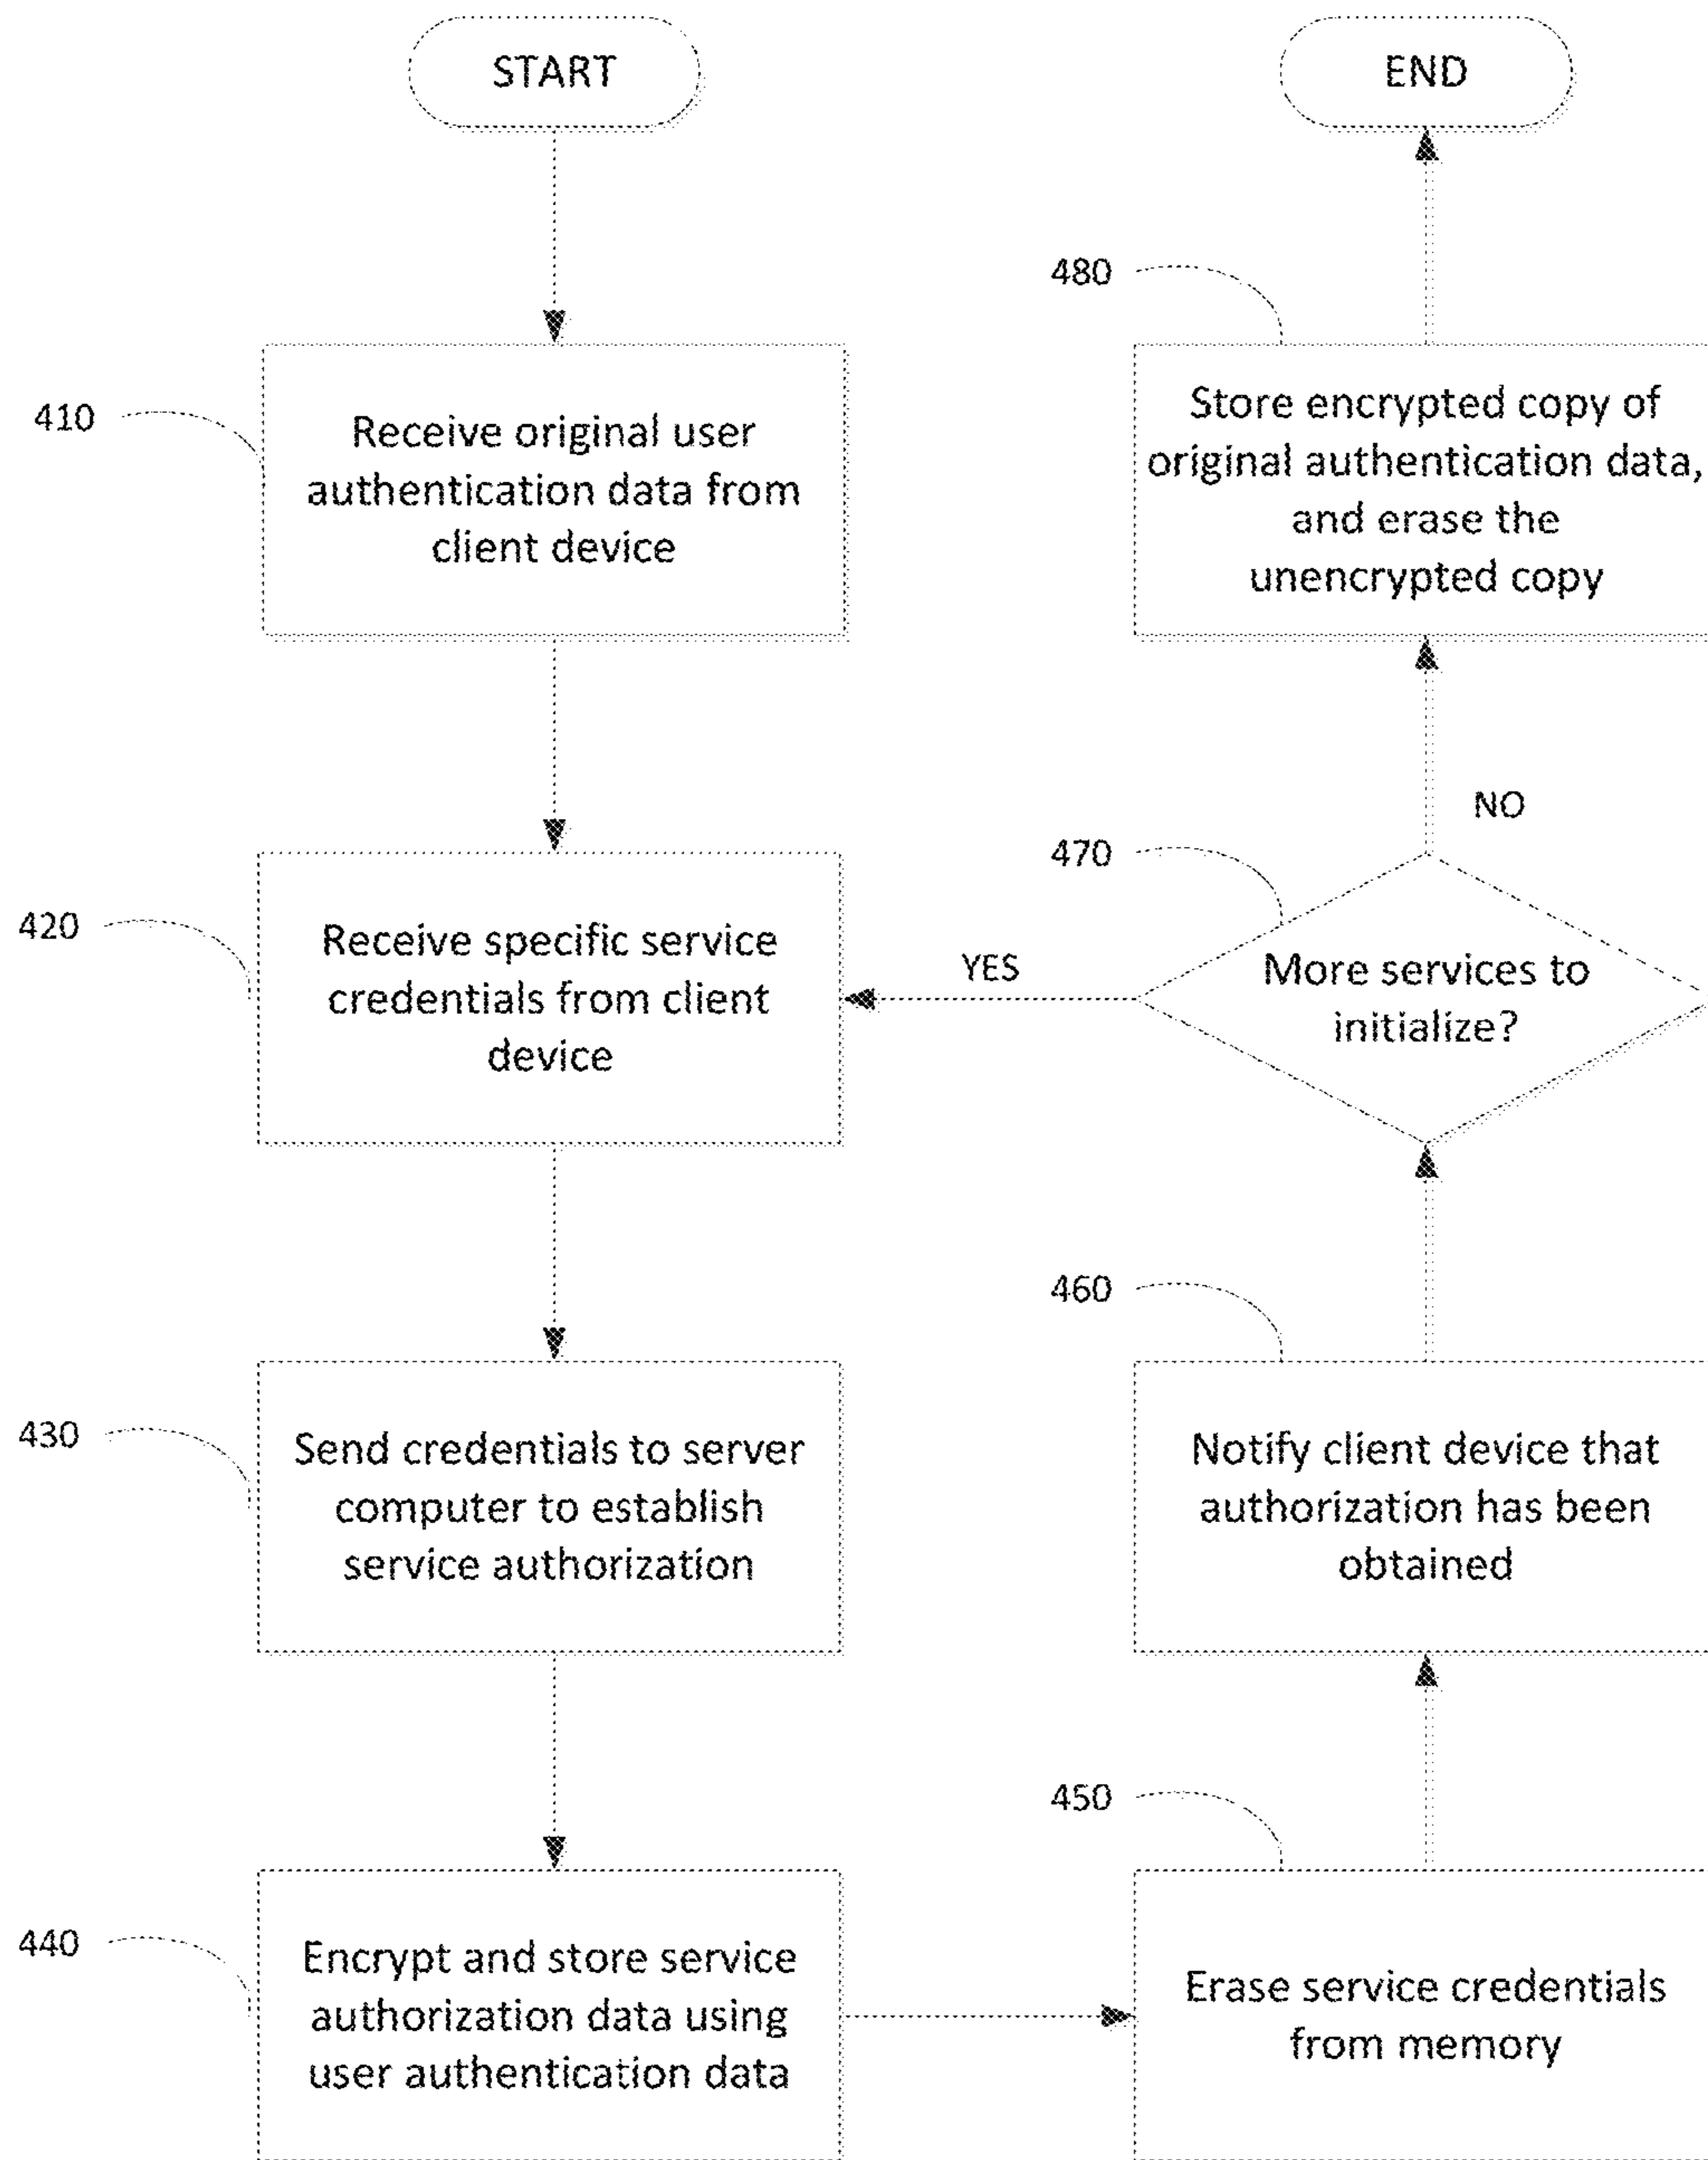 START
410
Receive original user
authentication data from
client device
420
Receive specific service
credentials from client
device
430
Send credentials to server
computer to establish
service authorization
440
Encrypt and store service
authorization data using
user authentication data
450
Erase service credentials
from memory
460
Notify client device that
authorization has been
obtained
470
More services to
initialize?
YES
NO
480
Store encrypted copy of
original authentication data,
and erase the
unencrypted copy
END